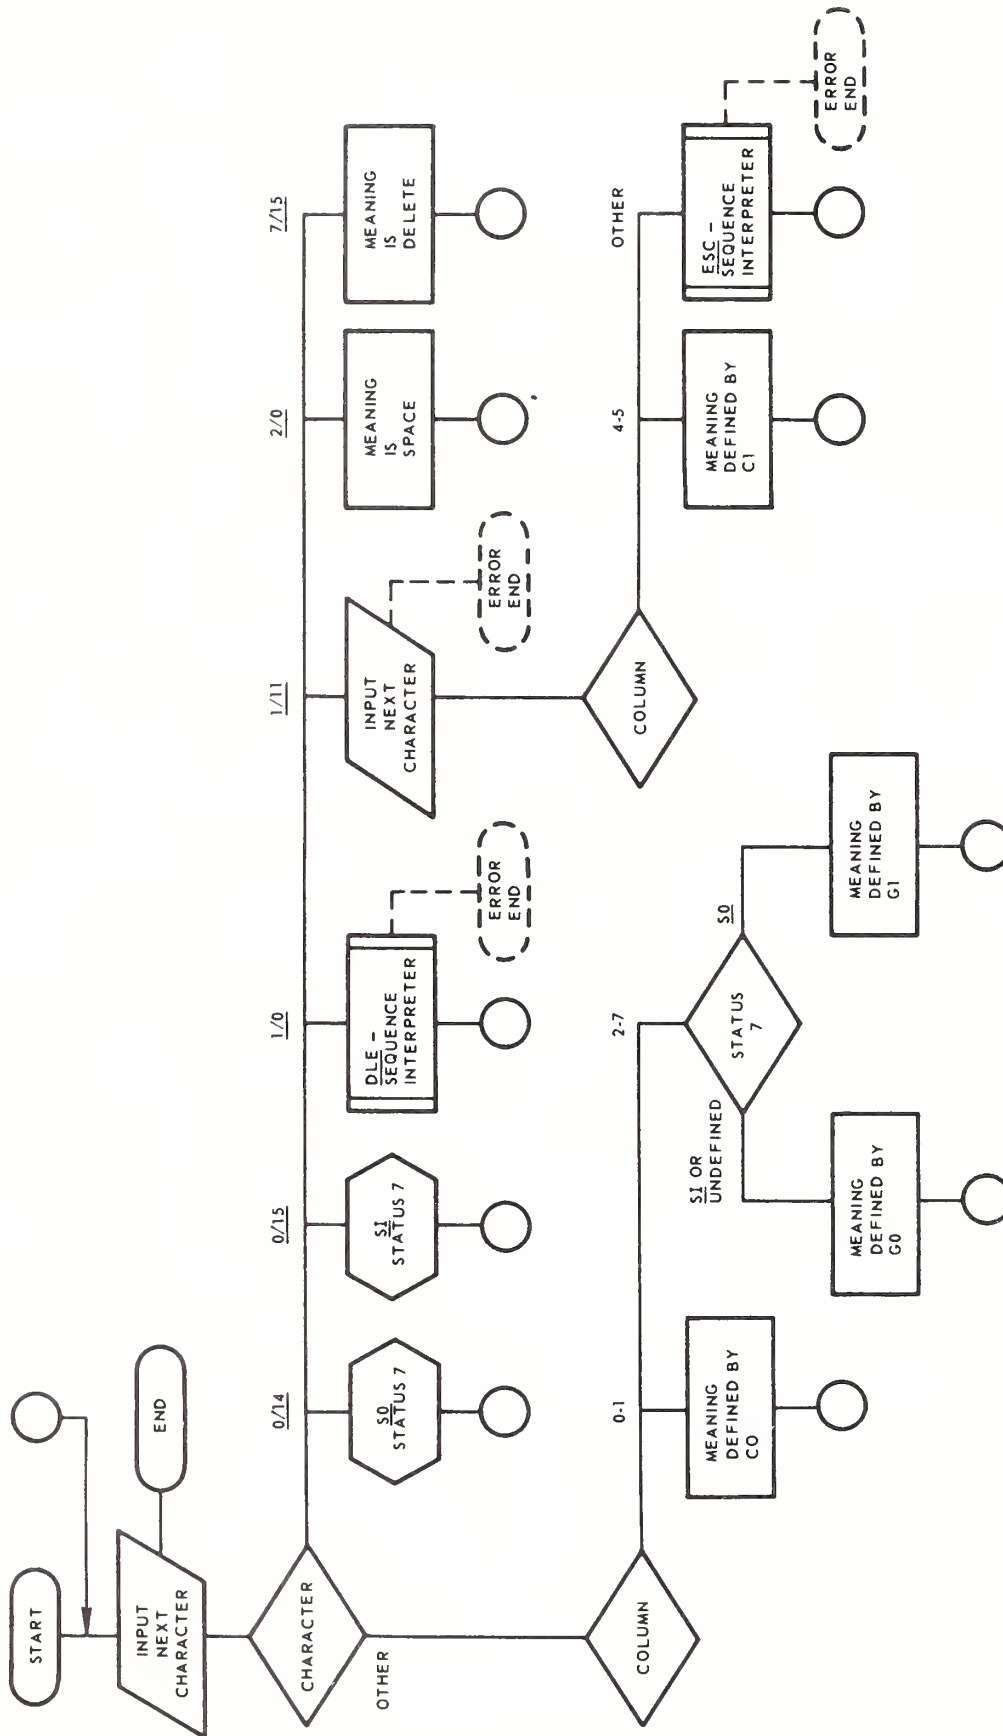 START
INPUT
NEXT
CHARACTER
END
CHARACTER
OTHER
0/14
SO
STATUS 7
0/15
SI
STATUS 7
1/0
DLE -
SEQUENCE
INTERPRETER
ERROR
END
1/11
INPUT
NEXT
CHARACTER
ERROR
END
2/0
MEANING
IS
SPACE
7/15
MEANING
IS
DELETE
COLUMN
0-1
MEANING
DEFINED BY
CO
2-7
STATUS
7
SI OR
UNDEFINED
MEANING
DEFINED BY
G0
SO
MEANING
DEFINED BY
G1
COLUMN
4-5
MEANING
DEFINED BY
C1
OTHER
ESC -
SEQUENCE
INTERPRETER
ERROR
END